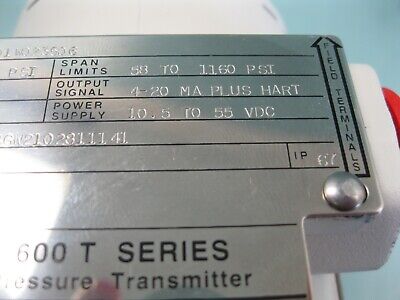 PSI SPAN LIMITS 58 TO 1160 PSI
OUTPUT SIGNAL 4-20 MA PLUS HART
POWER SUPPLY 10.5 TO 55 VDC
IP 67
FIELD TERMINALS
600 T SERIES
Pressure Transmitter